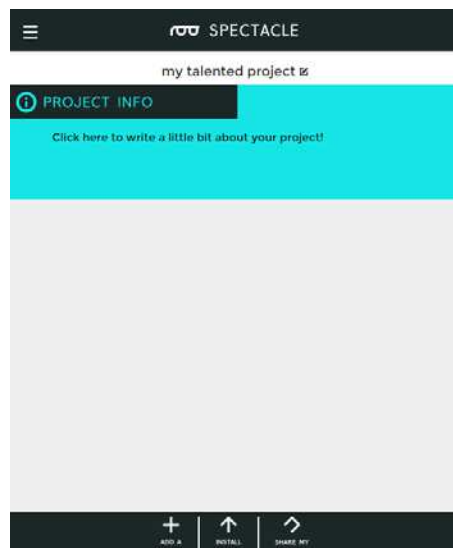 SPECTACLE
my talented project
PROJECT INFO
Click here to write a little bit about your project!
ADD A
INSTALL
SHARE MY